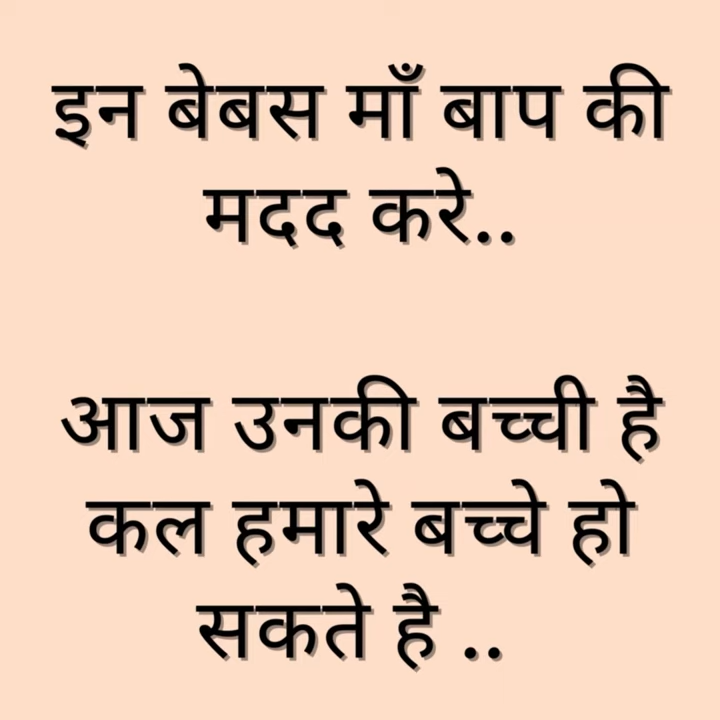 इन बेबस माँ बाप की
मदद करे..
आज उनकी बच्ची है
कल हमारे बच्चे हो
सकते है ..